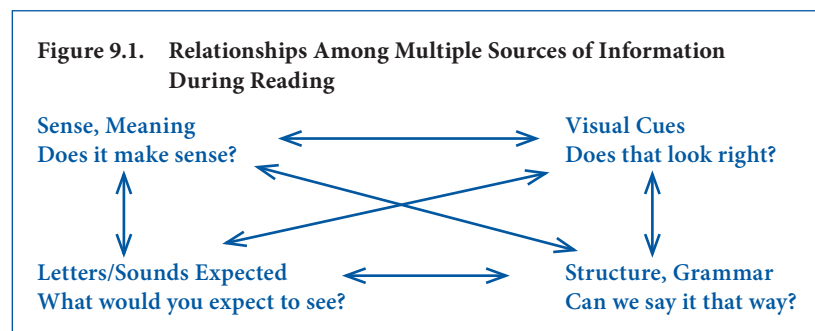 Figure 9.1. Relationships Among Multiple Sources of Information
During Reading
Sense, Meaning
Does it make sense?
Visual Cues
Does that look right?
Letters/Sounds Expected
What would you expect to see?
Structure, Grammar
Can we say it that way?